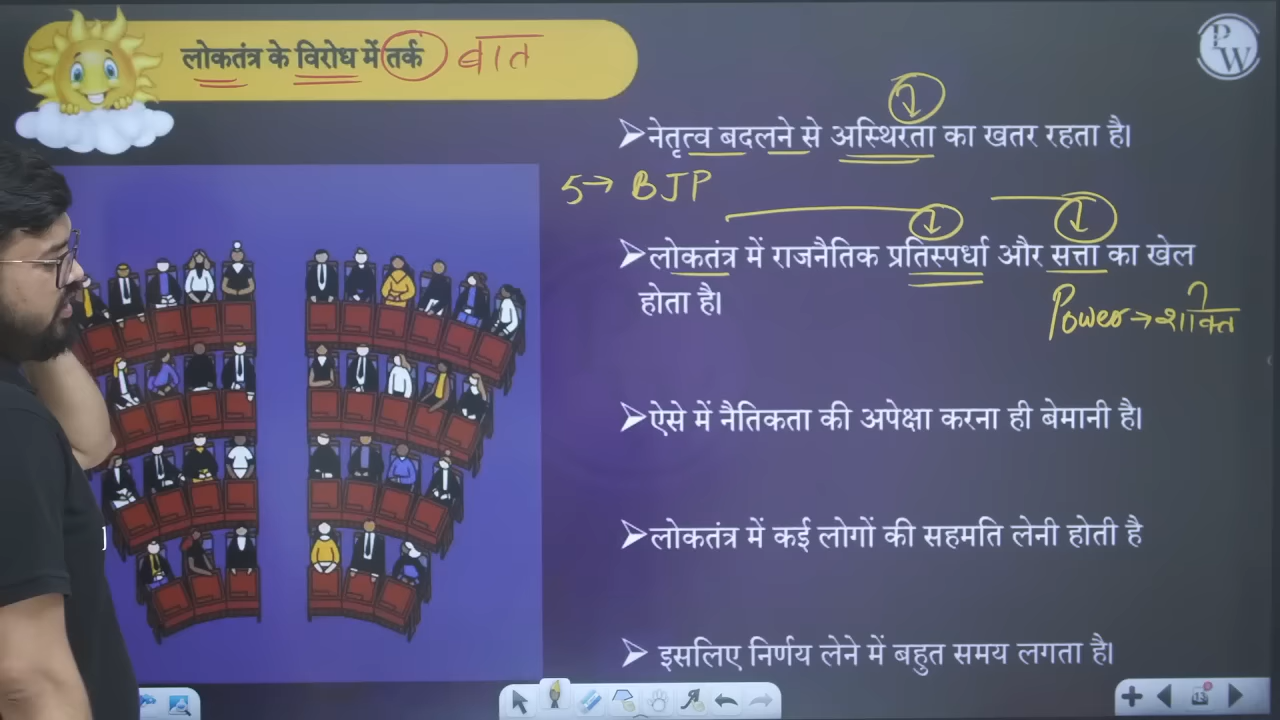 लोकतंत्र के विरोध में तर्क बात
PW
नेतृत्व बदलने से अस्थिरता का खतर रहता है।
5→ BJP
लोकतंत्र में राजनैतिक प्रतिस्पर्धा और सत्ता का खेल
होता है।
Power→शक्ति
ऐसे में नैतिकता की अपेक्षा करना ही बेमानी है।
लोकतंत्र में कई लोगों की सहमति लेनी होती है
इसलिए निर्णय लेने में बहुत समय लगता है।